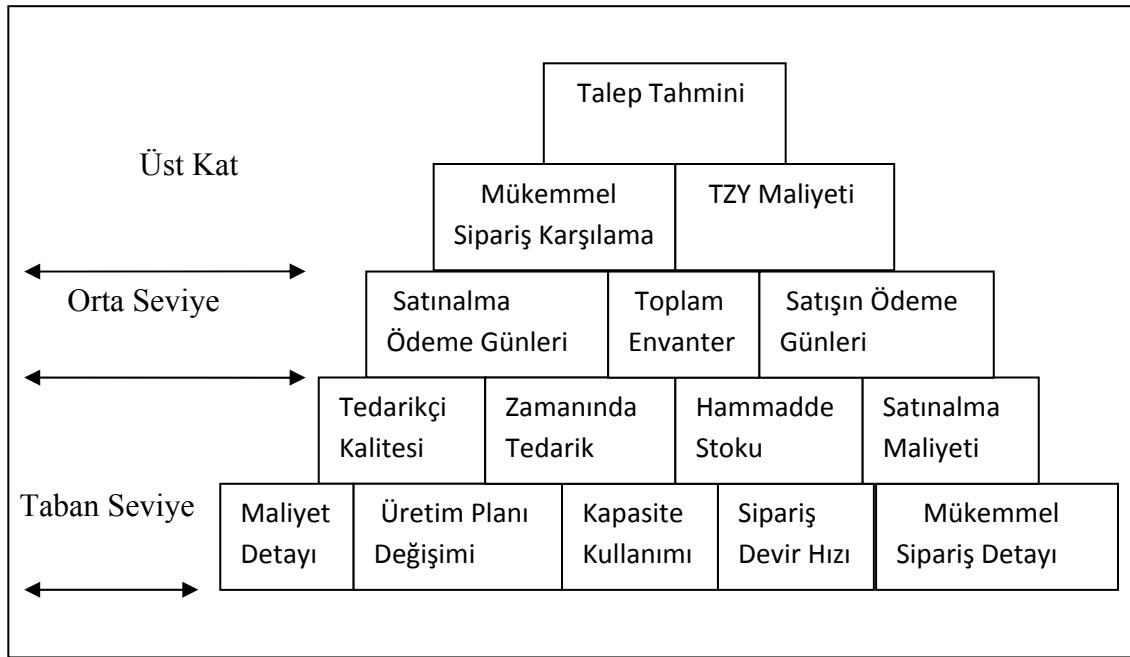 Talep Tahmini
Üst Kat
Mükemmel
Sipariş Karşılama
TZY Maliyeti
Orta Seviye
Satınalma
Ödeme Günleri
Toplam
Envanter
Satışın Ödeme
Günleri
Tedarikçi
Kalitesi
Zamanında
Tedarik
Hammadde
Stoku
Satınalma
Maliyeti
Taban Seviye
Maliyet
Detayı
Üretim Planı
Değişimi
Kapasite
Kullanımı
Sipariş
Devir Hızı
Mükemmel
Sipariş Detayı